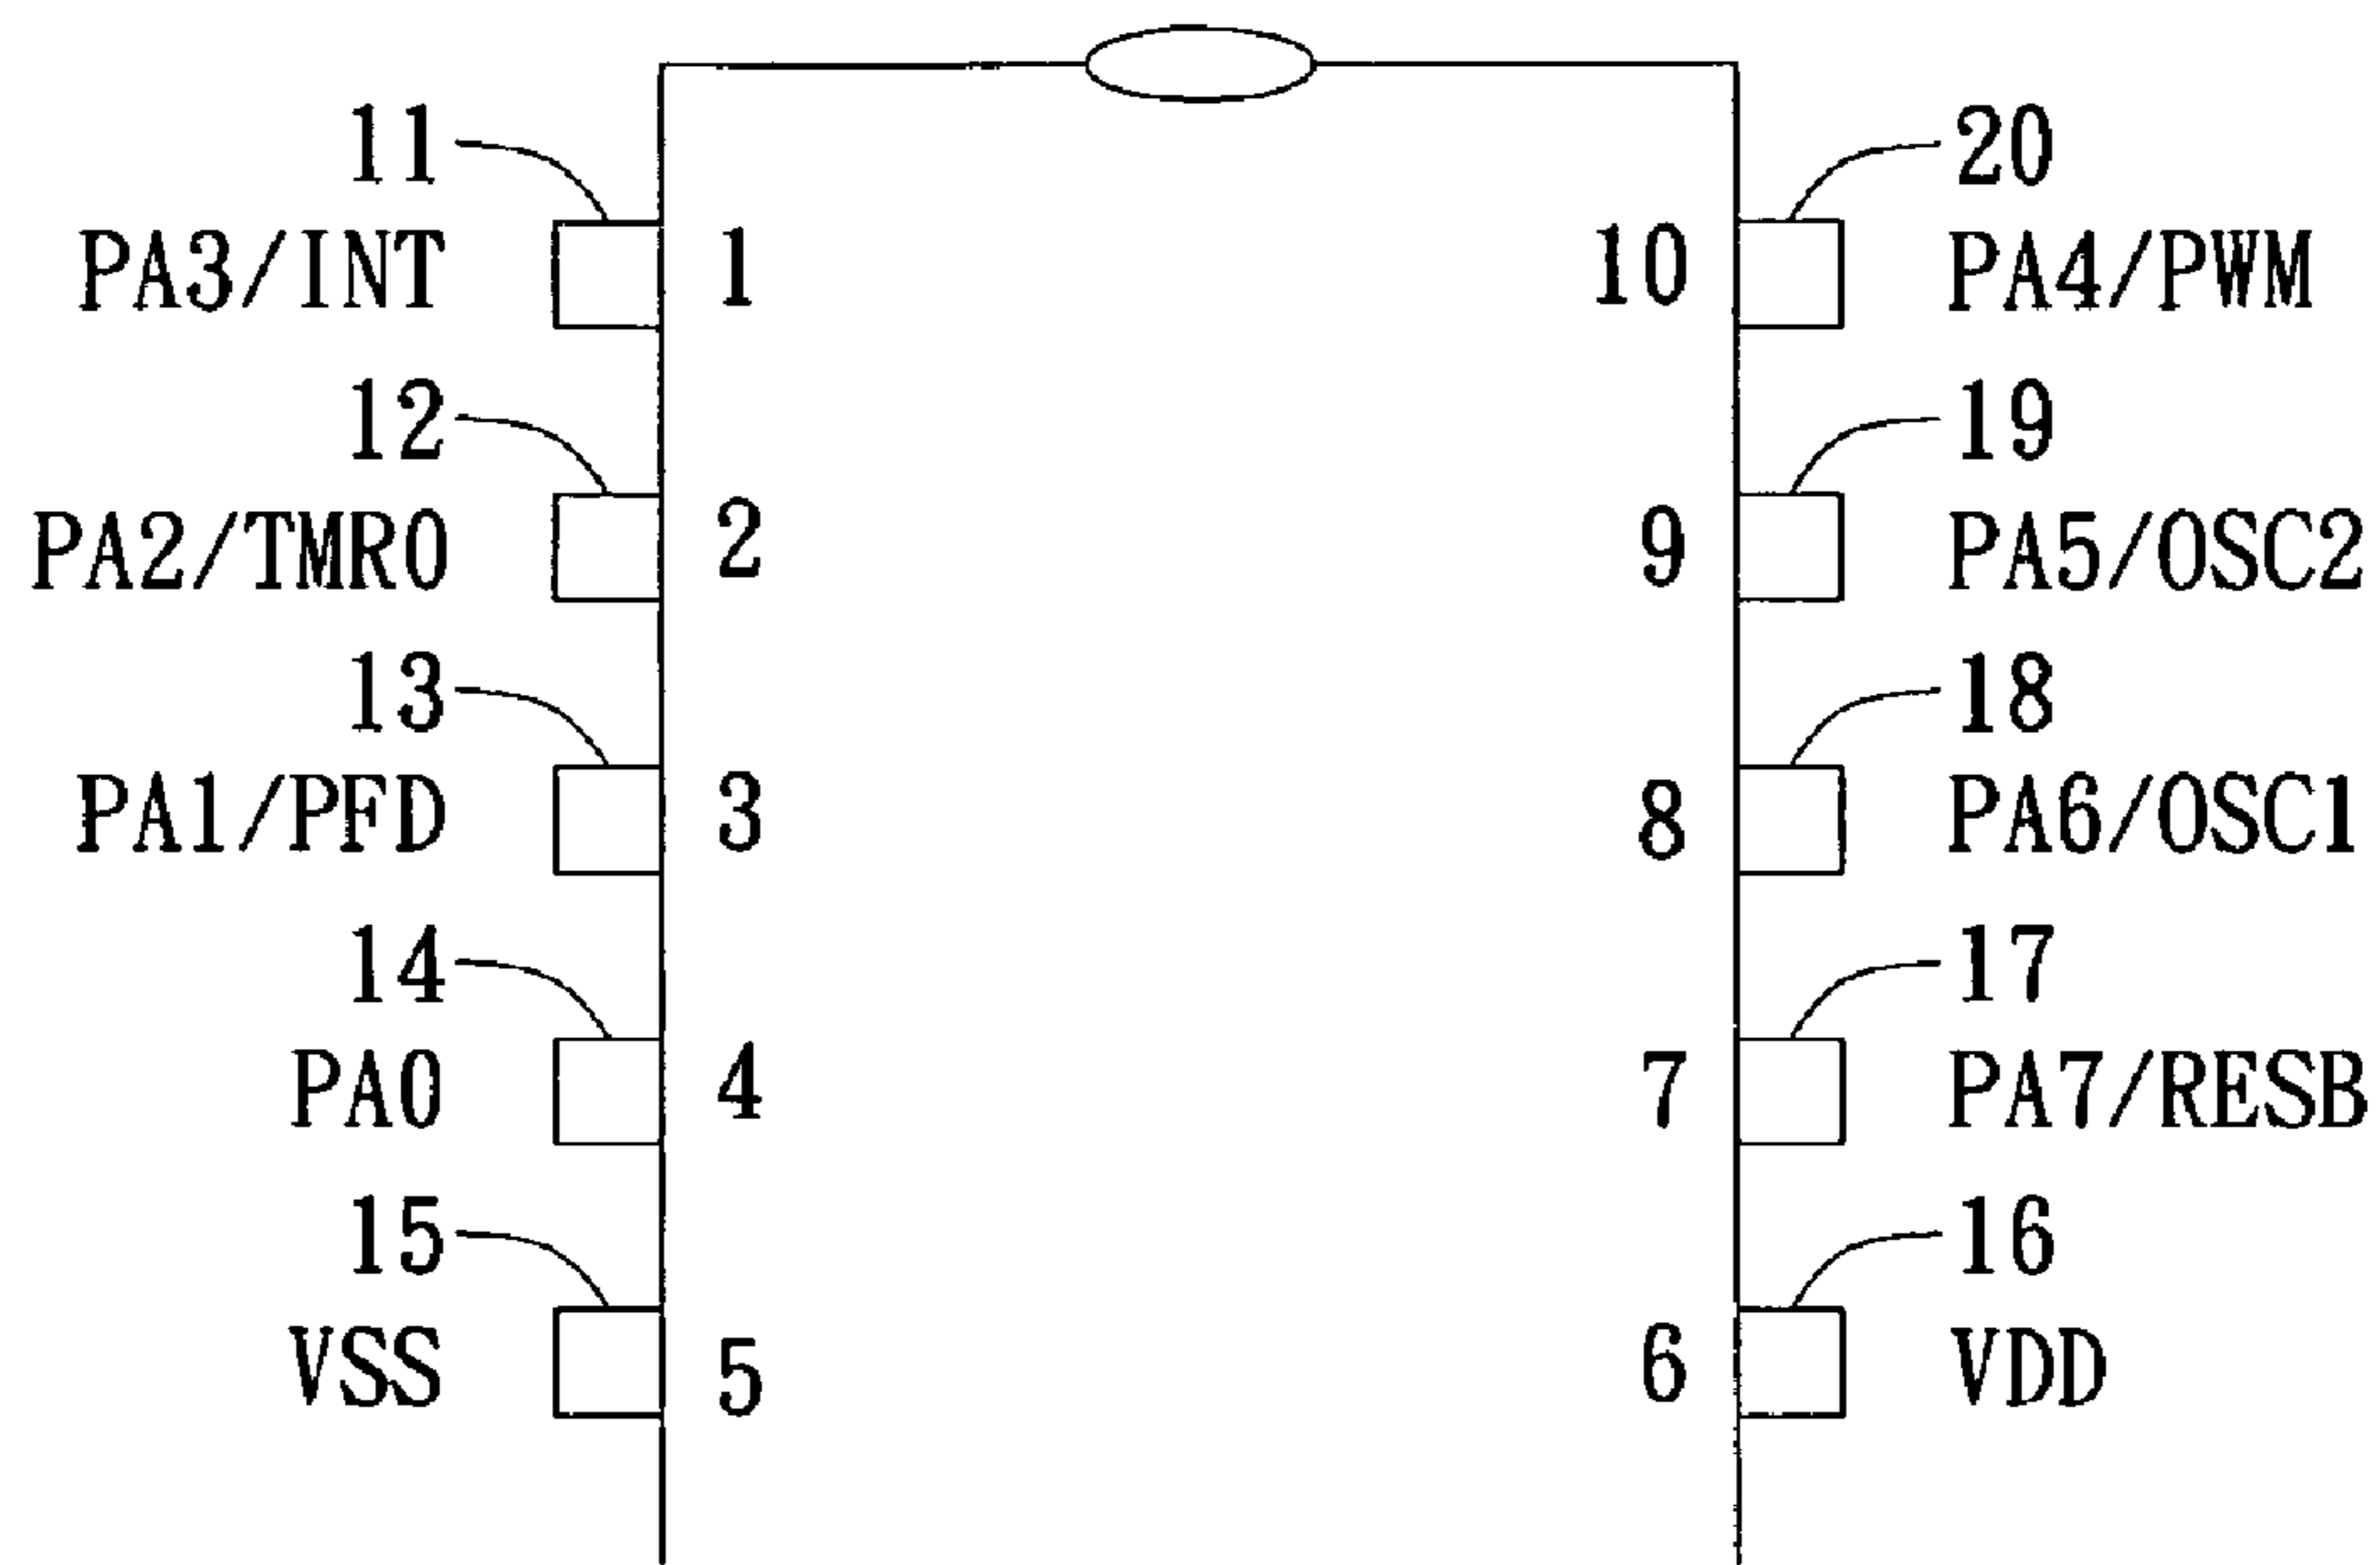 11
PA3/INT
1
10
20
PA4/PWM
12
PA2/TMR0
2
9
19
PA5/OSC2
13
PA1/PFD
3
8
18
PA6/OSC1
14
PA0
4
7
17
PA7/RESB
15
VSS
5
6
16
VDD